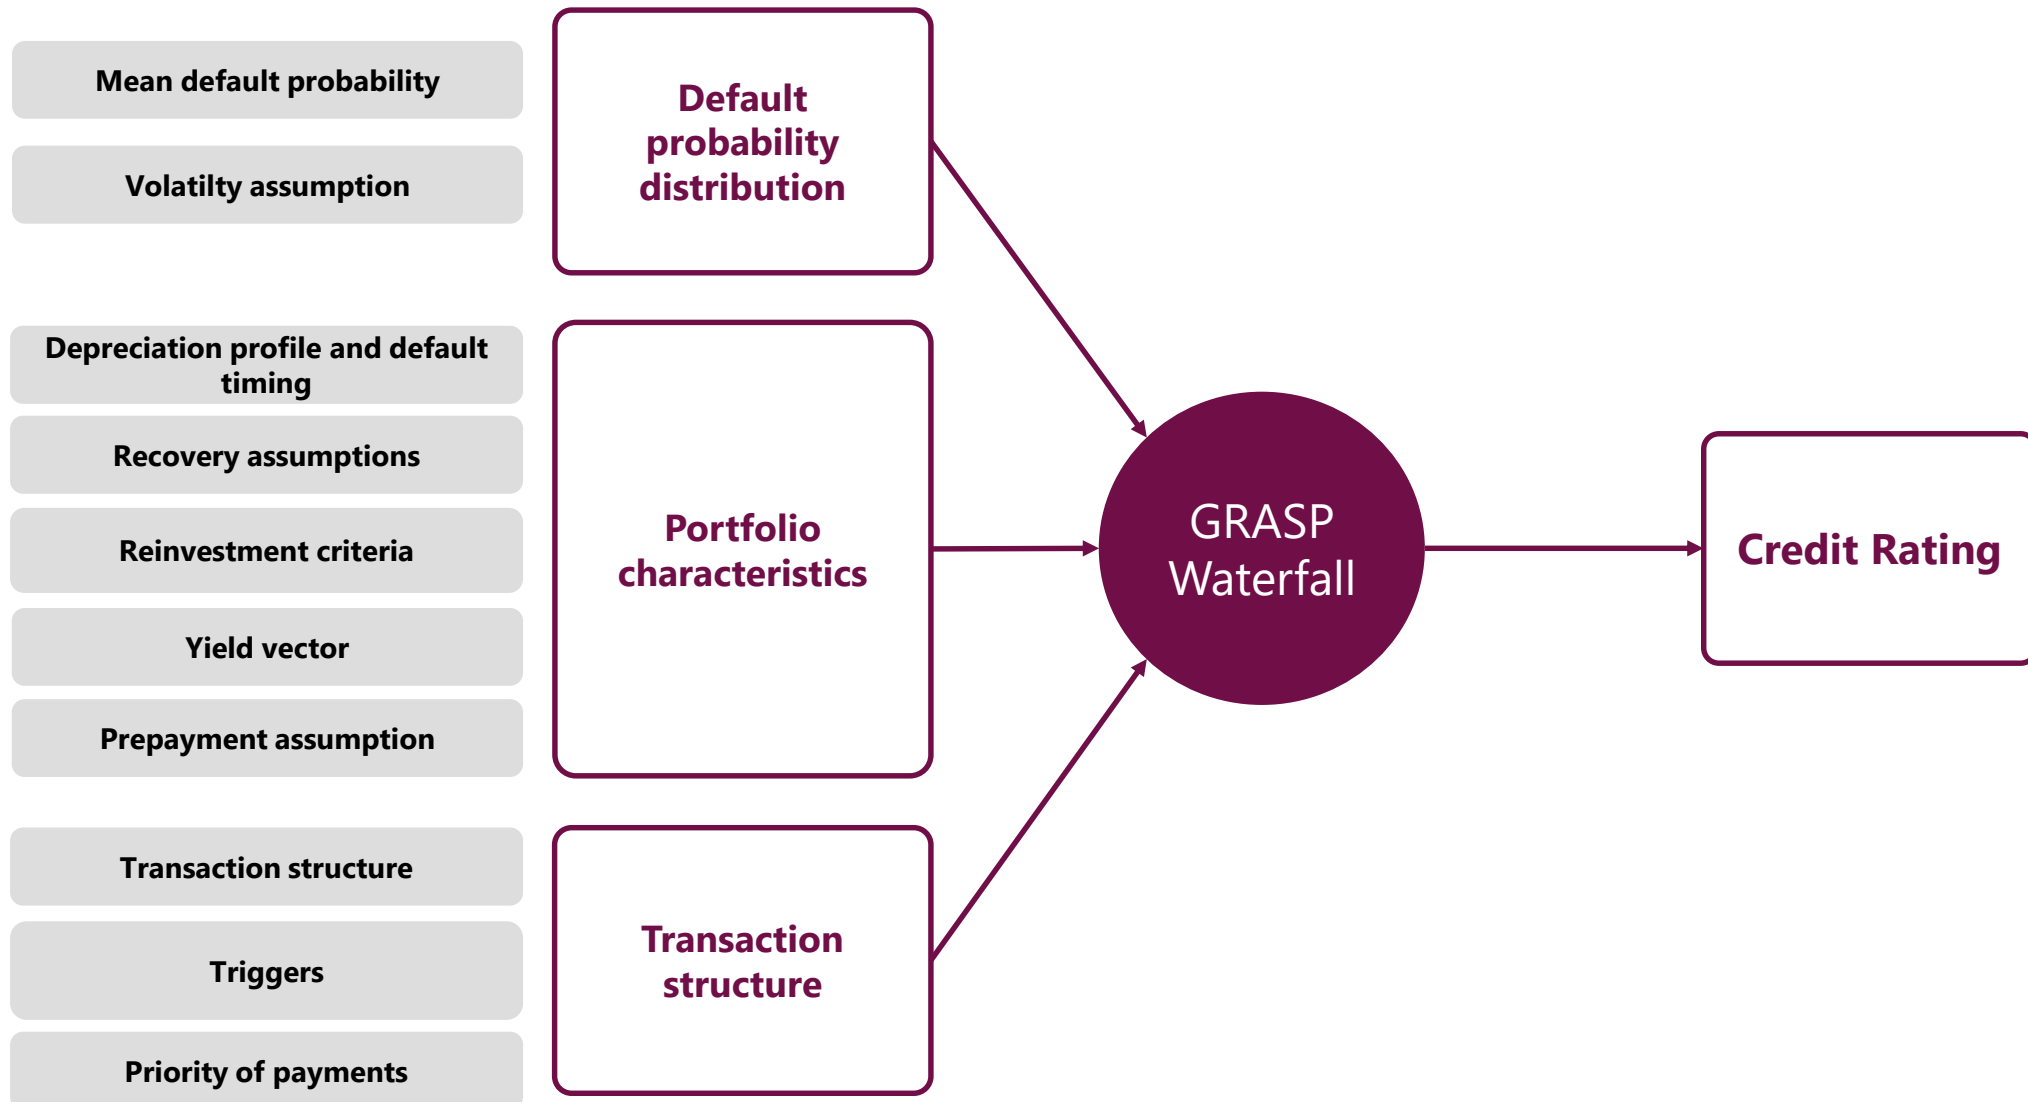 Mean default probability
Volatilty assumption
Default
probability
distribution
Depreciation profile and default
timing
Recovery assumptions
Reinvestment criteria
Yield vector
Prepayment assumption
Portfolio
characteristics
Transaction structure
Triggers
Priority of payments
Transaction
structure
GRASP
Waterfall
Credit Rating